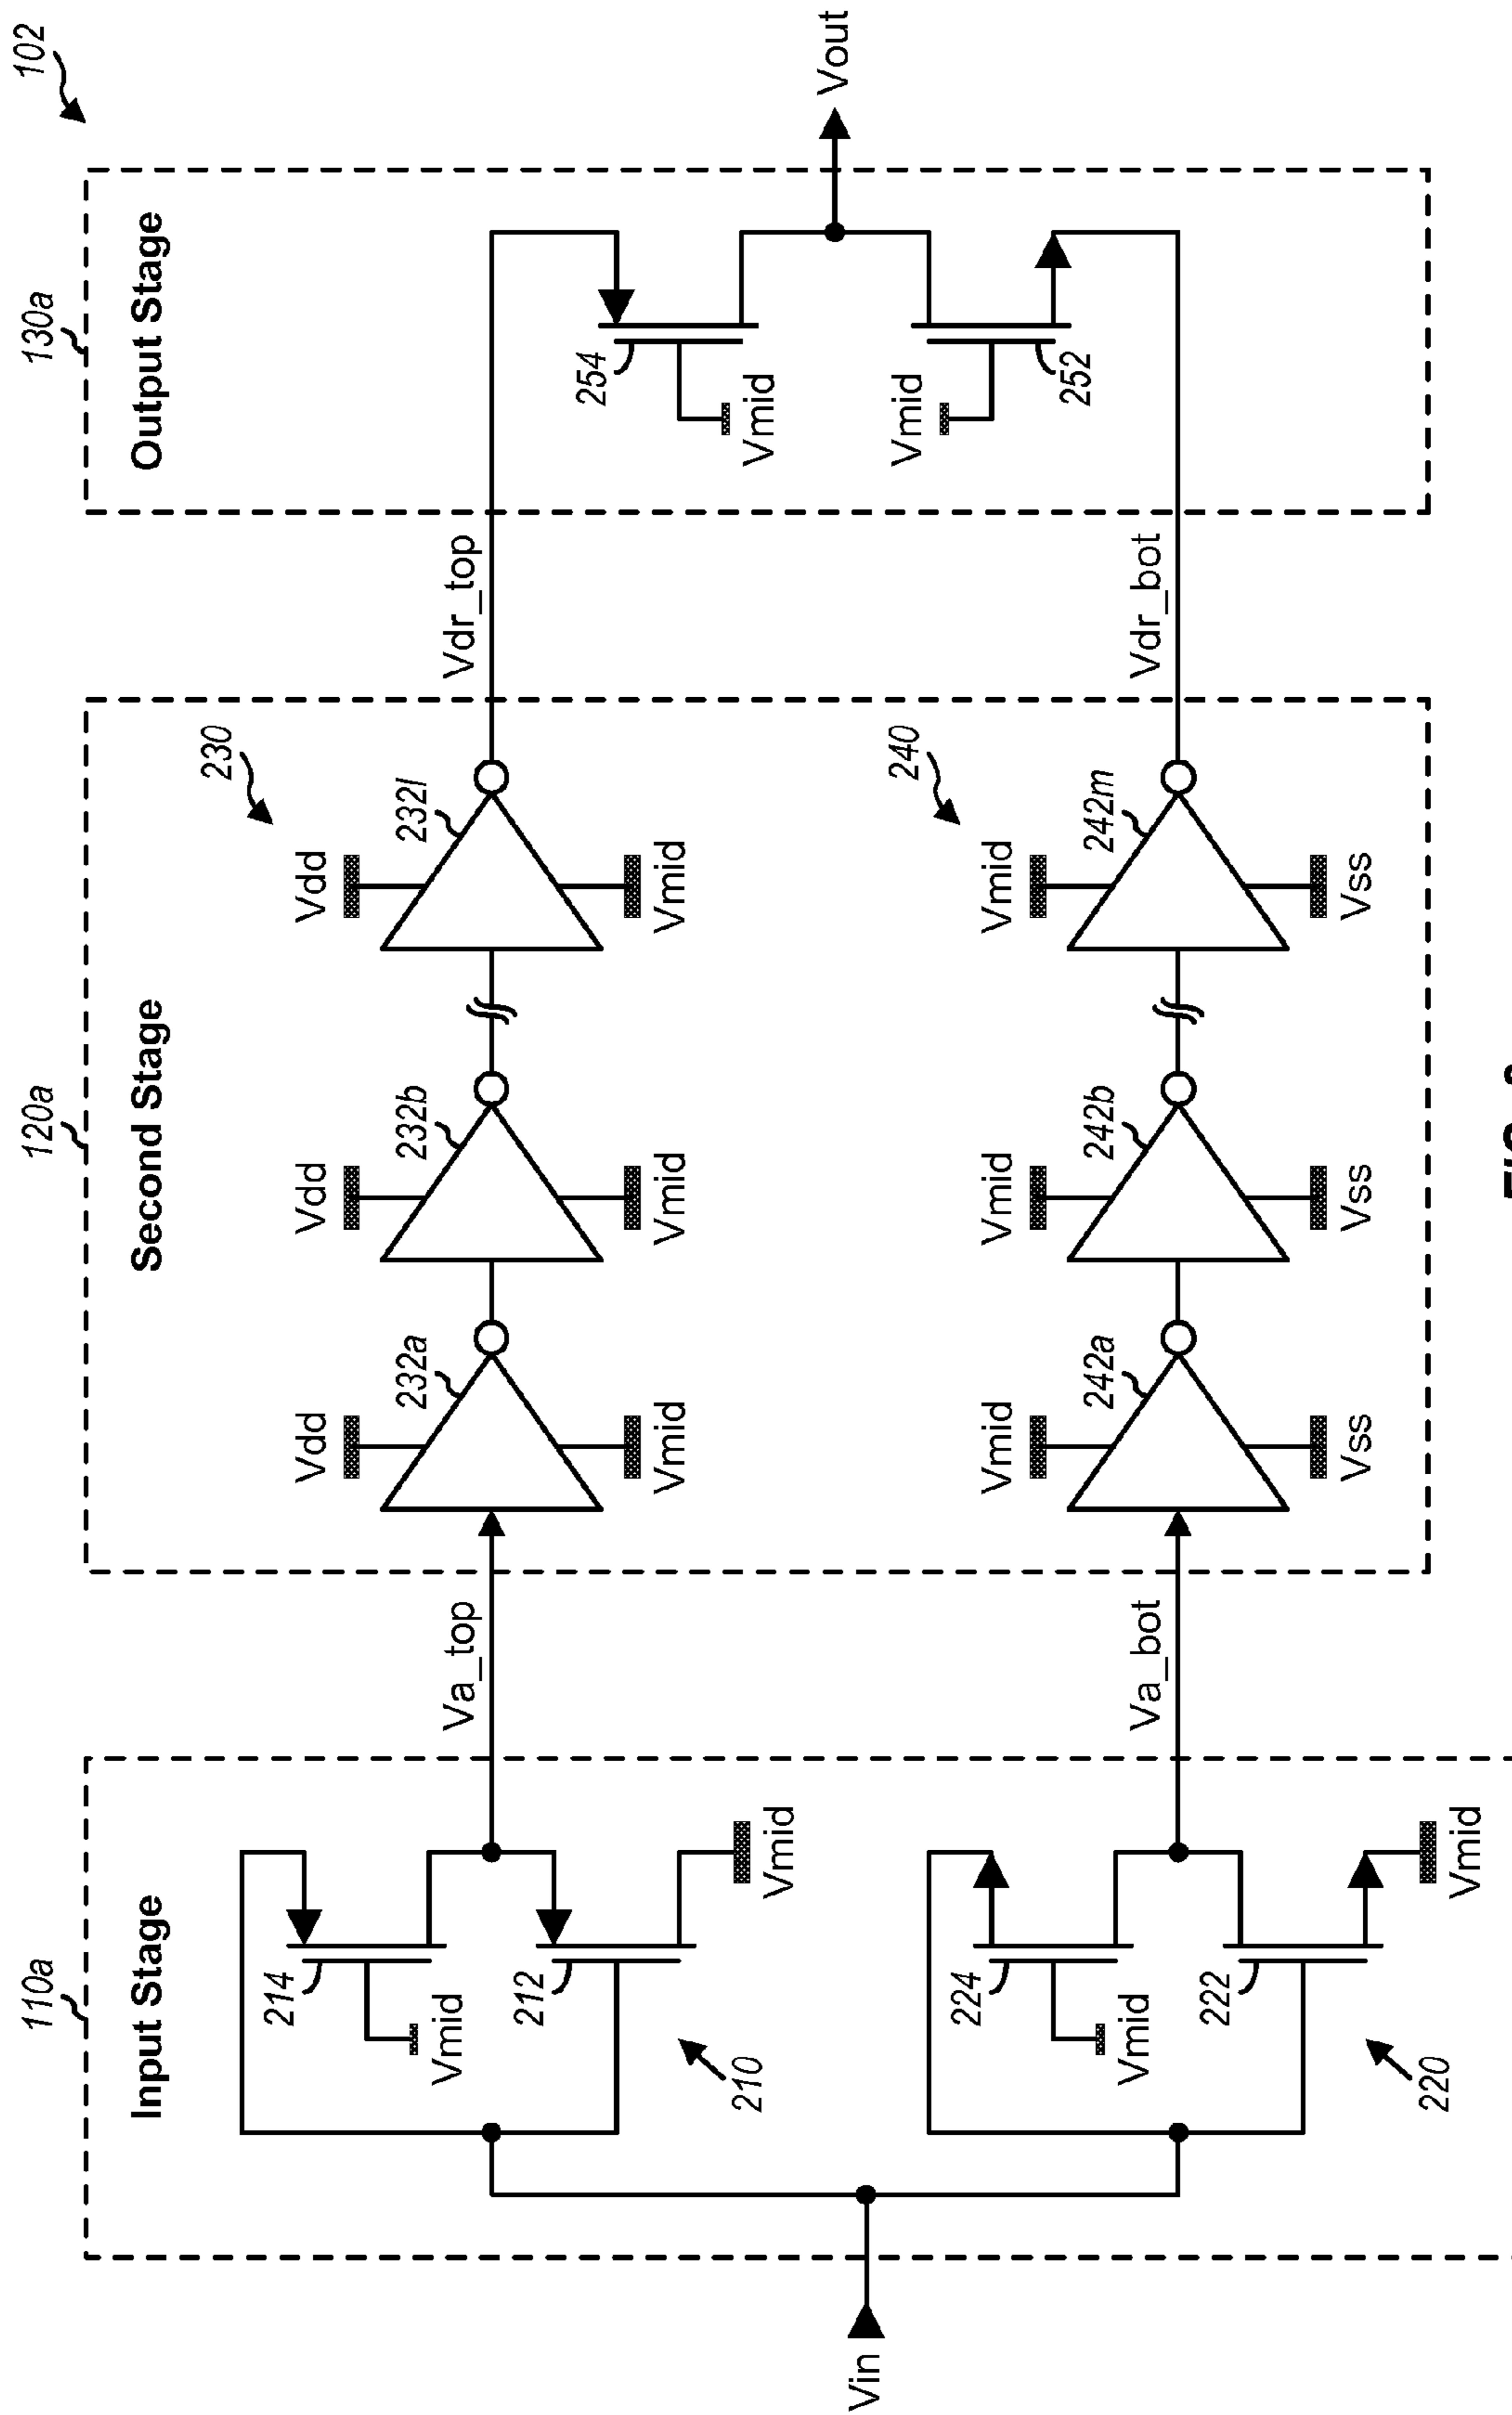 102
110a
120a
130a
Input Stage
Second Stage
Output Stage
Vin
214
Vmid
212
Vmid
210
224
Vmid
222
Vmid
220
Va_top
Va_bot
230
Vdd
Vdd
Vdd
232a
232b
232l
Vmid
Vmid
Vmid
240
Vmid
Vmid
Vmid
242a
242b
242m
Vss
Vss
Vss
Vdr_top
Vdr_bot
254
Vmid
Vmid
252
Vout